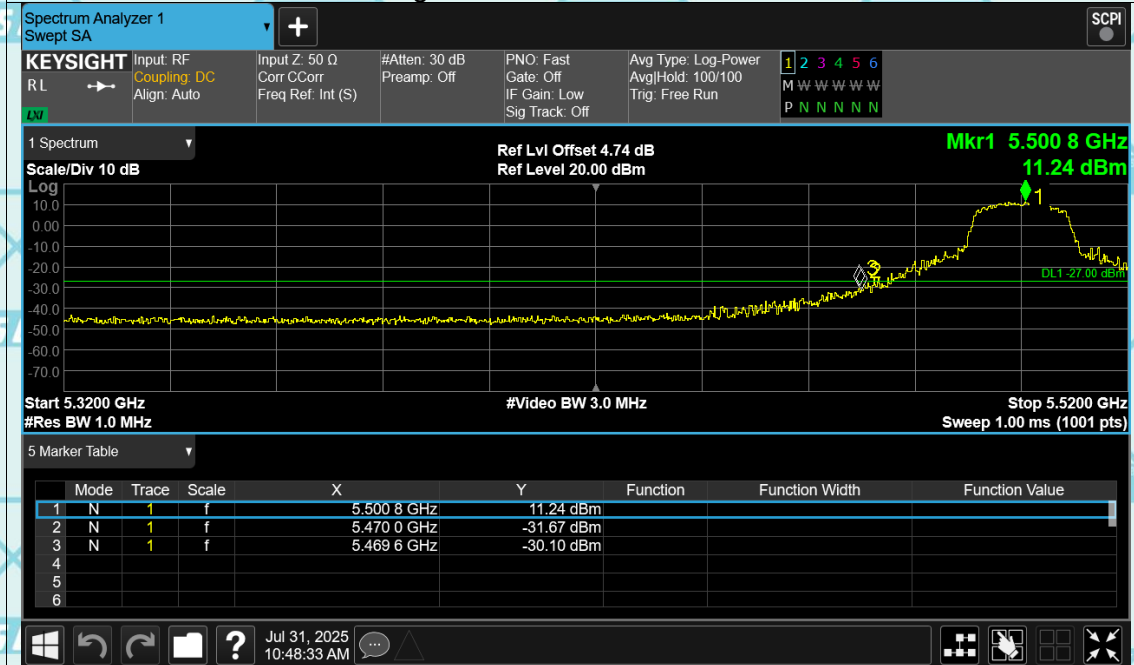 Spectrum Analyzer 1
Swept SA
+
SCPI
KEYSIGHT Input: RF Input Z: 50 Ω #Atten: 30 dB PNO: Fast Avg Type: Log-Power 1 2 3 4 5 6
R L Coupling: DC Corr CCorr Preamp: Off Gate: Off Avg|Hold: 100/100 M W W W W W W
Align: Auto Freq Ref: Int (S) IF Gain: Low Trig: Free Run
LXI Sig Track: Off P N N N N N N
1 Spectrum Ref Lvl Offset 4.74 dB Mkr1 5.500 8 GHz
Scale/Div 10 dB Ref Level 20.00 dBm 11.24 dBm
Log
1
10.0
0.00
-10.0
-20.0
DL1 -27.00 dBm
-30.0
-40.0
-50.0
-60.0
-70.0
Start 5.3200 GHz #Video BW 3.0 MHz Stop 5.5200 GHz
#Res BW 1.0 MHz Sweep 1.00 ms (1001 pts)
5 Marker Table
Mode Trace Scale X Y Function Function Width Function Value
1 N 1 f 5.500 8 GHz 11.24 dBm
2 N 1 f 5.470 0 GHz -31.67 dBm
3 N 1 f 5.469 6 GHz -30.10 dBm
4
5
6
? Jul 31, 2025
10:48:33 AM